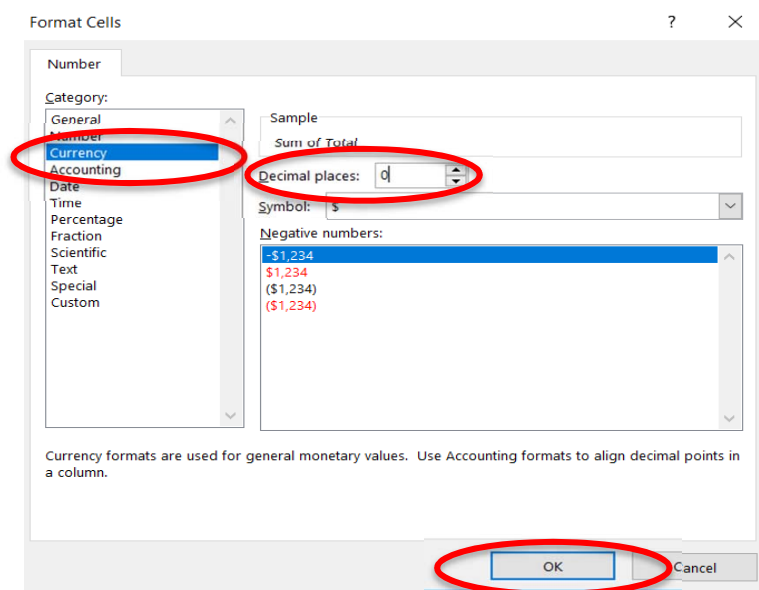 Format Cells ? ×
Number
Category:
General
Number
Currency
Accounting
Date
Time
Percentage
Fraction
Scientific
Text
Special
Custom
Sample
Sum of Total
Decimal places: 0
Symbol: $
Negative numbers:
-$1,234
$1,234
($1,234)
($1,234)
Currency formats are used for general monetary values. Use Accounting formats to align decimal points in
a column.
OK
Cancel